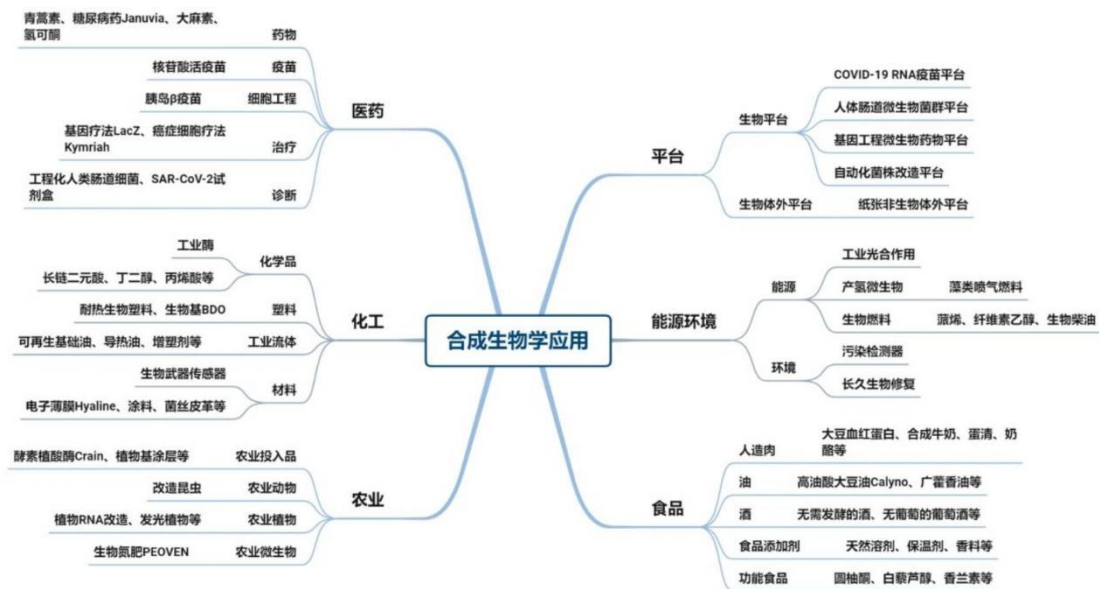 合成生物学应用
医药
青蒿素、糖尿病药Januvia、大麻素、
氢可酮
药物
核苷酸活疫苗
疫苗
胰岛β疫苗
细胞工程
基因疗法LacZ、癌症细胞疗法
Kymriah
治疗
工程化人类肠道细菌、SAR-CoV-2试
剂盒
诊断
化工
工业酶
长链二元酸、丁二醇、丙烯酸等
化学品
耐热生物塑料、生物基BDO
塑料
可再生基础油、导热油、增塑剂等
工业流体
生物武器传感器
电子薄膜Hyaline、涂料、菌丝皮革等
材料
农业
酵素植酸酶Crain、植物基涂层等
农业投入品
改造昆虫
农业动物
植物RNA改造、发光植物等
农业植物
生物氮肥PEOVEN
农业微生物
平台
生物平台
COVID-19 RNA疫苗平台
人体肠道微生物菌群平台
基因工程微生物药物平台
自动化菌株改造平台
生物体外平台
纸张非生物体外平台
能源环境
能源
工业光合作用
产氢微生物
藻类喷气燃料
生物燃料
蒎烯、纤维素乙醇、生物柴油
环境
污染检测器
长久生物修复
食品
人造肉
大豆血红蛋白、合成牛奶、蛋清、奶
酪等
油
高油酸大豆油Calyno、广藿香油等
酒
无需发酵的酒、无葡萄的葡萄酒等
食品添加剂
天然溶剂、保温剂、香料等
功能食品
圆柚酮、白藜芦醇、香兰素等